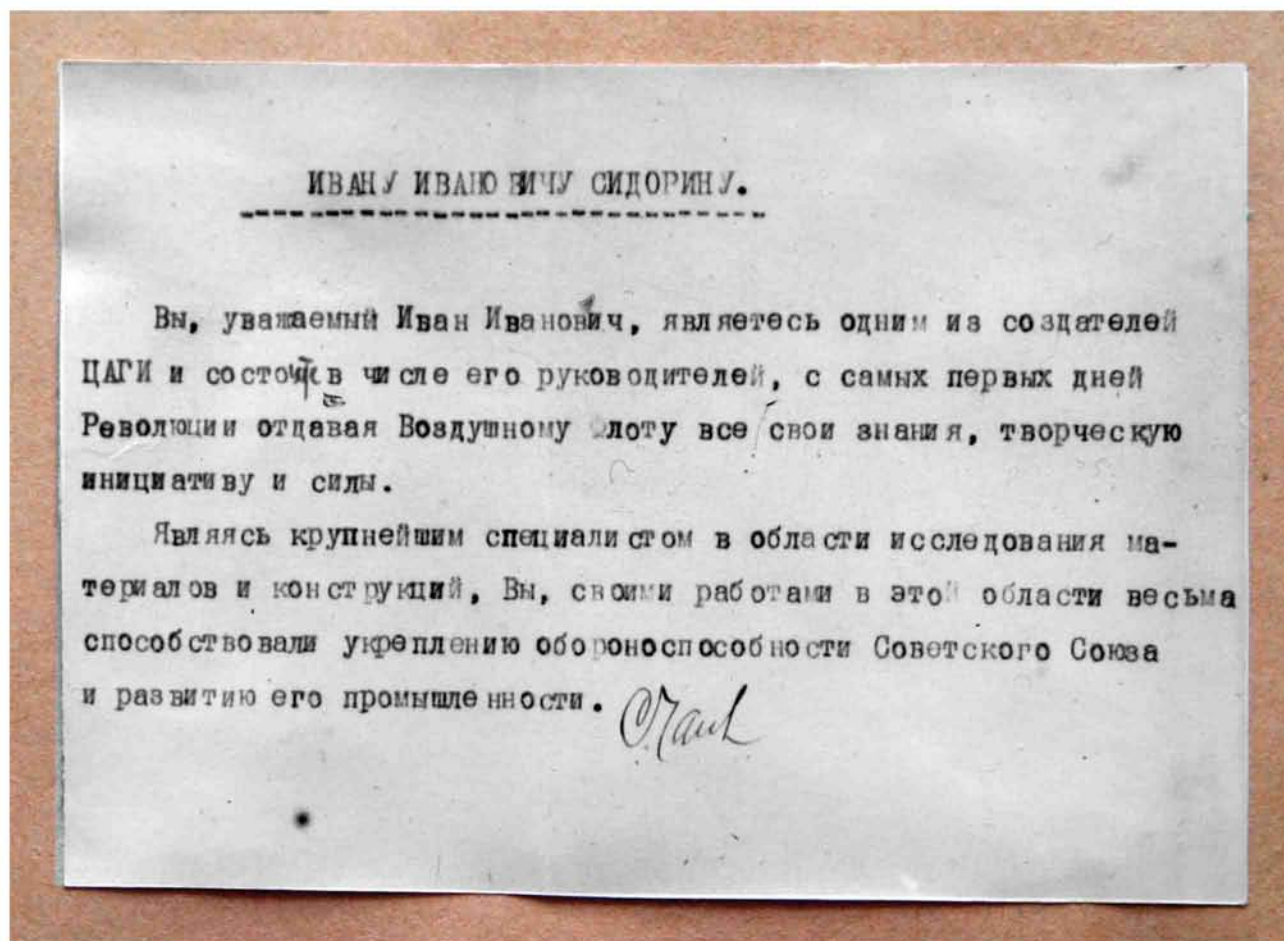 ИВАНУ ИВАНОВИЧУ СИДОРИНУ.
Вы, уважаемый Иван Иванович, являетесь одним из создателей
ЦАГИ и состоите в числе его руководителей, с самых первых дней
Революции отдавая Воздушному Флоту все свои знания, творческую
инициативу и силы.
Являясь крупнейшим специалистом в области исследования ма-
териалов и конструкций, Вы, своими работами в этой области весьма
способствовали укреплению обороноспособности Советского Союза
и развитию его промышленности.